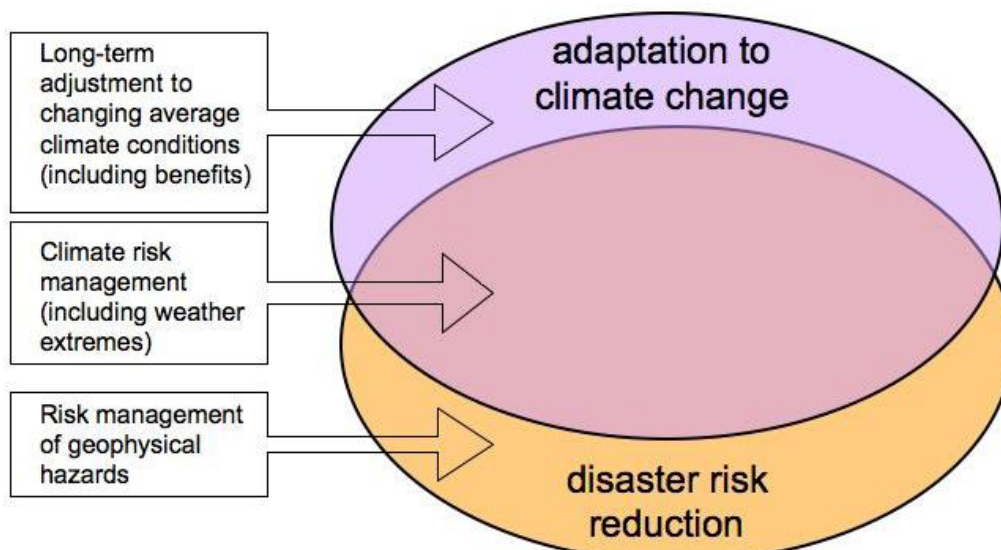 Long-term
adjustment to
changing average
climate conditions
(including benefits)
adaptation to
climate change
Climate risk
management
(including weather
extremes)
Risk management
of geophysical
hazards
disaster risk
reduction